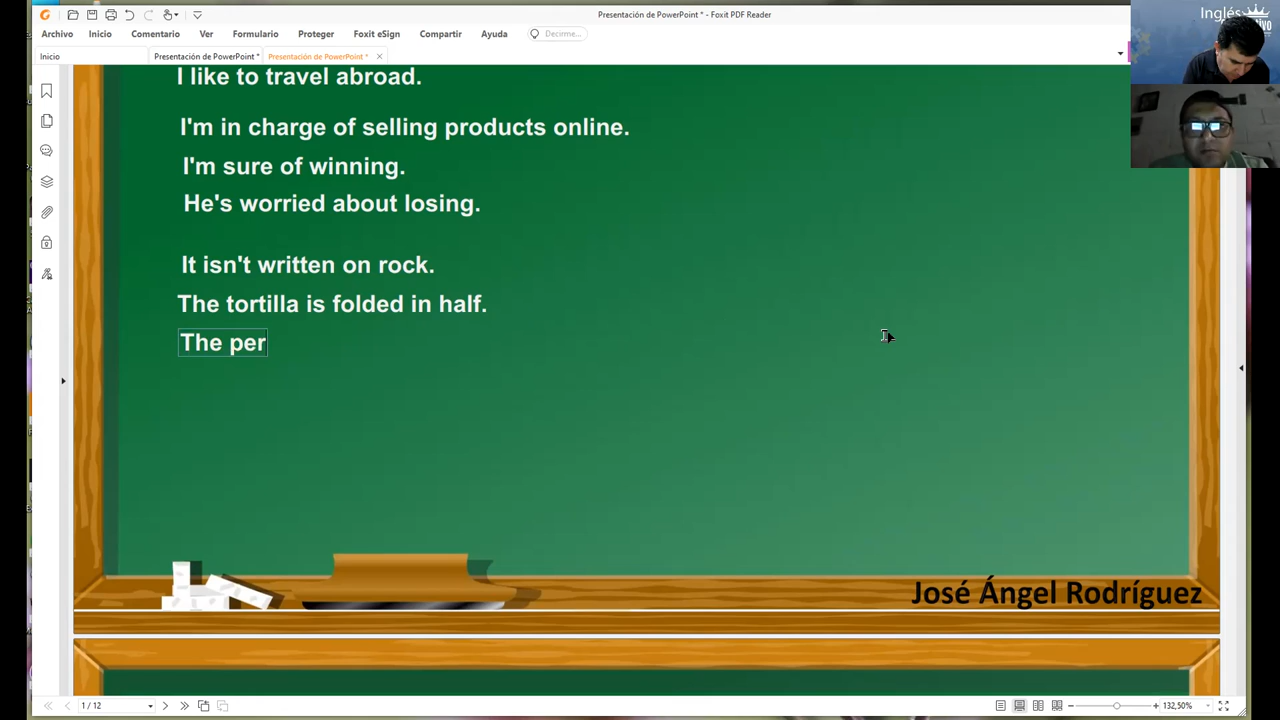 Presentación de PowerPoint * - Foxit PDF Reader
Archivo Inicio Comentario Ver Formulario Proteger Foxit eSign Compartir Ayuda Decirme...
Inicio Presentación de PowerPoint * Presentación de PowerPoint *
Inglés
I like to travel abroad.
I'm in charge of selling products online.
I'm sure of winning.
He's worried about losing.
It isn't written on rock.
The tortilla is folded in half.
The per
José Ángel Rodríguez
1 / 12
132,50%